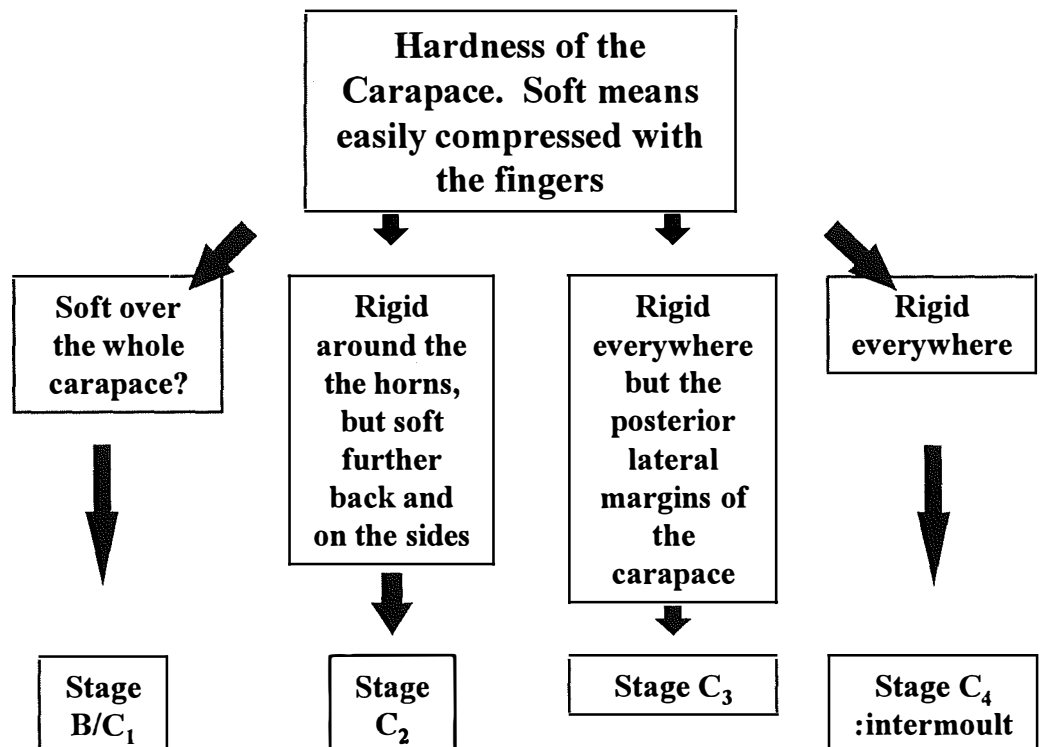 Hardness of the
Carapace. Soft means
easily compressed with
the fingers
Soft over
the whole
carapace?
Rigid
around the
the horns,
but soft
further
back and
on the sides
Rigid
everywhere
but the
posterior
lateral
margins of
the
carapace
Rigid
everywhere
Stage
B/C₁
Stage
C₂
Stage C₃
Stage C₄
:intermoult